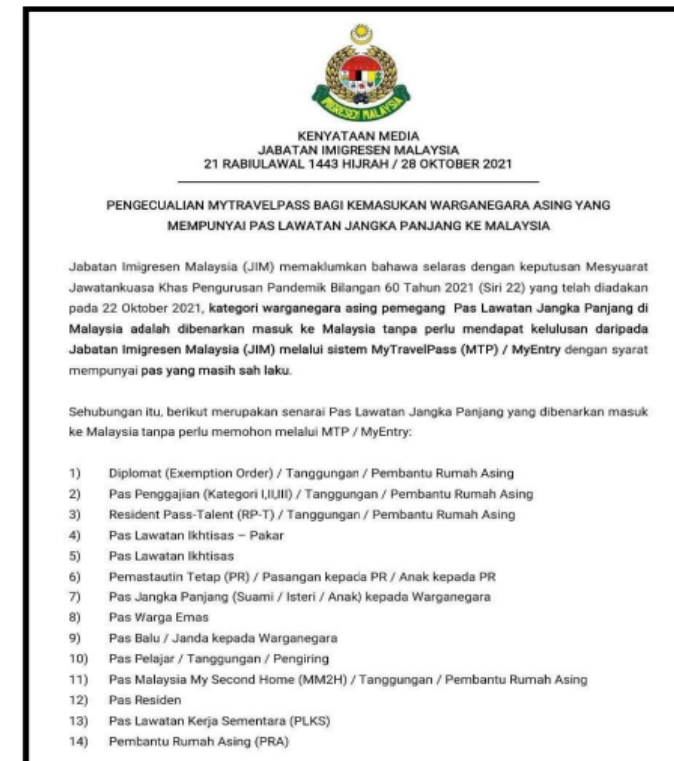 IMIGRESEN MALAYSIA
KENYATAAN MEDIA
JABATAN IMIGRESEN MALAYSIA
21 RABIULAWAL 1443 HIJRAH / 28 OKTOBER 2021
PENGECUALIAN MYTRAVELPASS BAGI KEMASUKAN WARGANEGARA ASING YANG
MEMPUNYAI PAS LAWATAN JANGKA PANJANG KE MALAYSIA
Jabatan Imigresen Malaysia (JIM) memaklumkan bahawa selaras dengan keputusan Mesyuarat
Jawatankuasa Khas Pengurusan Pandemik Bilangan 60 Tahun 2021 (Siri 22) yang telah diadakan
pada 22 Oktober 2021, kategori warganegara asing pemegang Pas Lawatan Jangka Panjang di
Malaysia adalah dibenarkan masuk ke Malaysia tanpa perlu mendapat kelulusan daripada
Jabatan Imigresen Malaysia (JIM) melalui sistem MyTravelPass (MTP) / MyEntry dengan syarat
mempunyai pas yang masih sah laku.
Sehubungan itu, berikut merupakan senarai Pas Lawatan Jangka Panjang yang dibenarkan masuk
ke Malaysia tanpa perlu memohon melalui MTP / MyEntry:
1) Diplomat (Exemption Order) / Tanggungan / Pembantu Rumah Asing
2) Pas Penggajian (Kategori I,II,III) / Tanggungan / Pembantu Rumah Asing
3) Resident Pass-Talent (RP-T) / Tanggungan / Pembantu Rumah Asing
4) Pas Lawatan Ikhtisas – Pakar
5) Pas Lawatan Ikhtisas
6) Pemastautin Tetap (PR) / Pasangan kepada PR / Anak kepada PR
7) Pas Jangka Panjang (Suami / Isteri / Anak) kepada Warganegara
8) Pas Warga Emas
9) Pas Balu / Janda kepada Warganegara
10) Pas Pelajar / Tanggungan / Pengiring
11) Pas Malaysia My Second Home (MM2H) / Tanggungan / Pembantu Rumah Asing
12) Pas Residen
13) Pas Lawatan Kerja Sementara (PLKS)
14) Pembantu Rumah Asing (PRA)